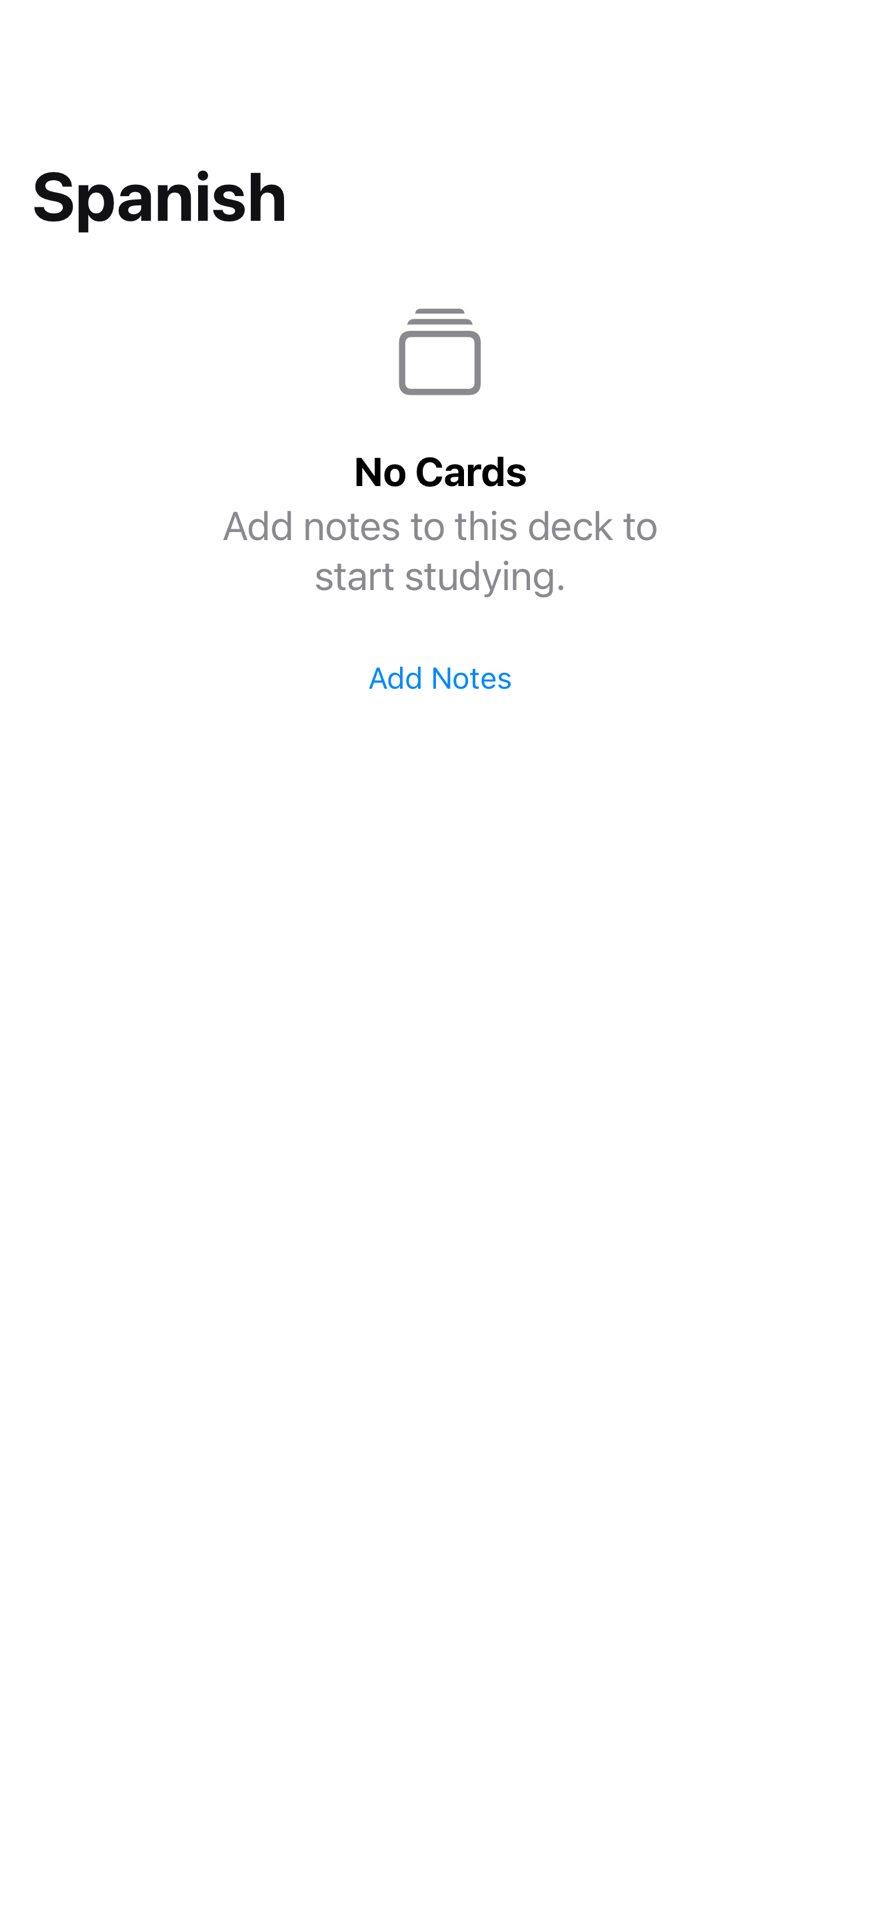 Spanish
No Cards
Add notes to this deck to
start studying.
Add Notes